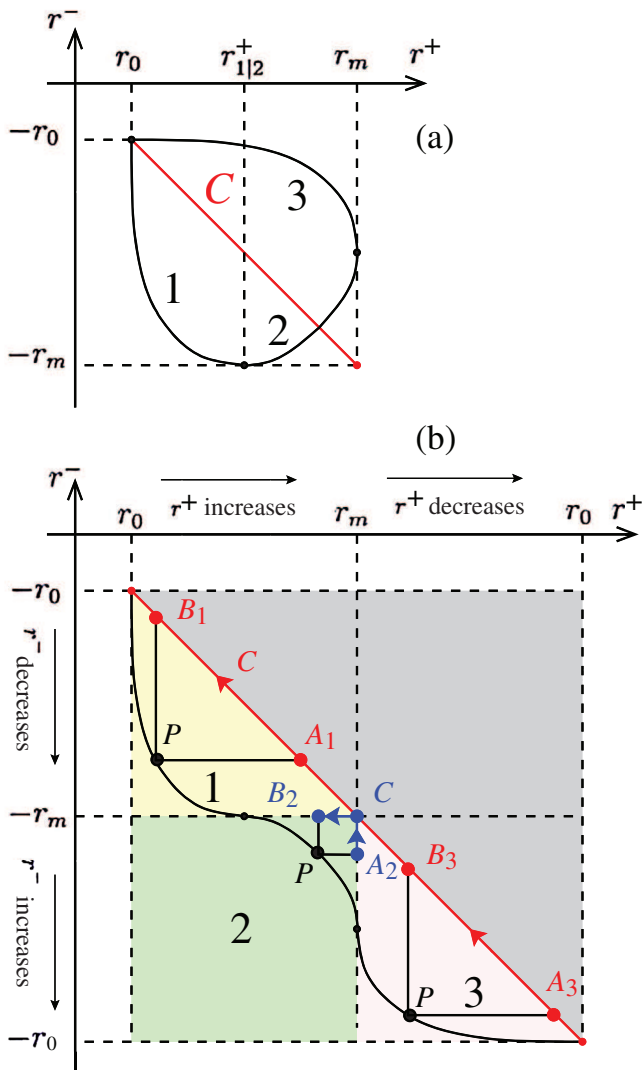 r⁻
r₀ r⁺₁|₂ r_m r⁺
−r₀
(a)
C
3
1
2
−r_m
(b)
r⁻
r⁺ increases r⁺ decreases
r₀ r_m r₀ r⁺
−r₀
B₁
r⁻ decreases
C
P A₁
1
B₂ C
−r_m
P A₂ B₃
r⁻ increases
2
P 3 A₃
−r₀